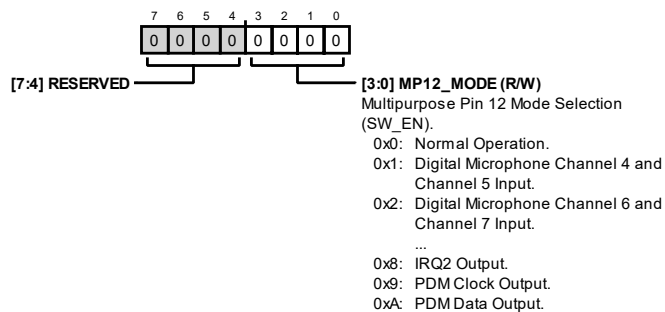 7 6 5 4 3 2 1 0
0 0 0 0 0 0 0 0
[7:4] RESERVED
[3:0] MP12_MODE (R/W)
Multipurpose Pin 12 Mode Selection
(SW_EN).
0x0: Normal Operation.
0x1: Digital Microphone Channel 4 and
Channel 5 Input.
0x2: Digital Microphone Channel 6 and
Channel 7 Input.
...
0x8: IRQ2 Output.
0x9: PDM Clock Output.
0xA: PDM Data Output.